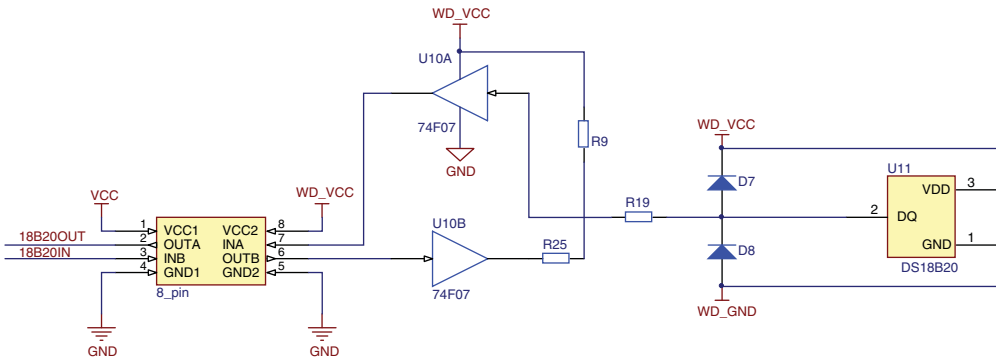 WD_VCC
U10A
74F07
GND
R9
WD_VCC
D7
U11
3
VDD
2
DQ
R19
D8
GND
1
DS18B20
WD_GND
VCC
WD_VCC
1
VCC1
VCC2
8
18B20OUT
2
OUTA
INA
7
18B20IN
3
INB
OUTB
6
4
GND1
GND2
5
8_pin
GND
GND
U10B
R25
74F07